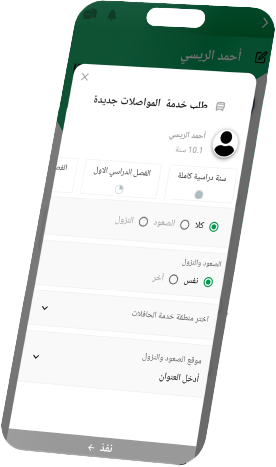 أحمد الريسي
طلب خدمة المواصلات جديدة
أحمد الريسي
10.1 سنة
سنة دراسية كاملة
الفصل الدراسي الاول
الفص
كلا الصعود النزول
الصعود والنزول
نفس آخر
اختر منطقة خدمة الحافلات
موقع الصعود والنزول
أدخل العنوان
نفذ